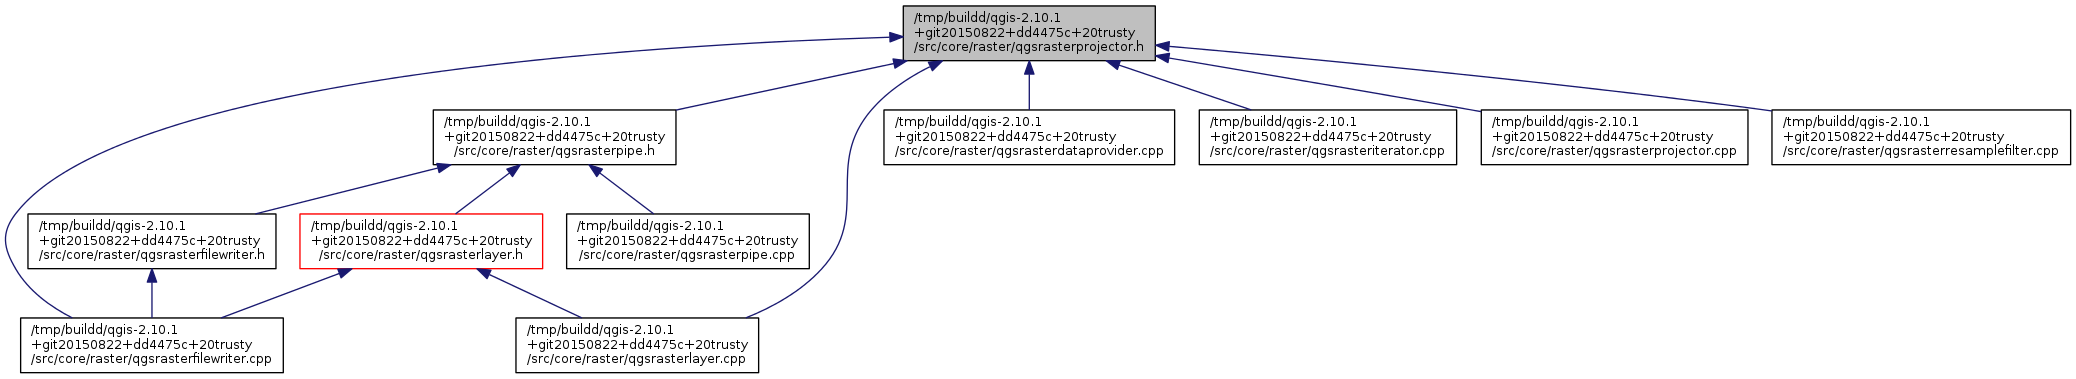 /tmp/buildd/qgis-2.10.1
+git20150822+dd4475c+20trusty
/src/core/raster/qgsrasterprojector.h
/tmp/buildd/qgis-2.10.1
+git20150822+dd4475c+20trusty
/src/core/raster/qgsrasterpipe.h
/tmp/buildd/qgis-2.10.1
+git20150822+dd4475c+20trusty
/src/core/raster/qgsrasterdataprovider.cpp
/tmp/buildd/qgis-2.10.1
+git20150822+dd4475c+20trusty
/src/core/raster/qgsrasteriterator.cpp
/tmp/buildd/qgis-2.10.1
+git20150822+dd4475c+20trusty
/src/core/raster/qgsrasterprojector.cpp
/tmp/buildd/qgis-2.10.1
+git20150822+dd4475c+20trusty
/src/core/raster/qgsrasterresamplefilter.cpp
/tmp/buildd/qgis-2.10.1
+git20150822+dd4475c+20trusty
/src/core/raster/qgsrasterfilewriter.h
/tmp/buildd/qgis-2.10.1
+git20150822+dd4475c+20trusty
/src/core/raster/qgsrasterlayer.h
/tmp/buildd/qgis-2.10.1
+git20150822+dd4475c+20trusty
/src/core/raster/qgsrasterpipe.cpp
/tmp/buildd/qgis-2.10.1
+git20150822+dd4475c+20trusty
/src/core/raster/qgsrasterfilewriter.cpp
/tmp/buildd/qgis-2.10.1
+git20150822+dd4475c+20trusty
/src/core/raster/qgsrasterlayer.cpp